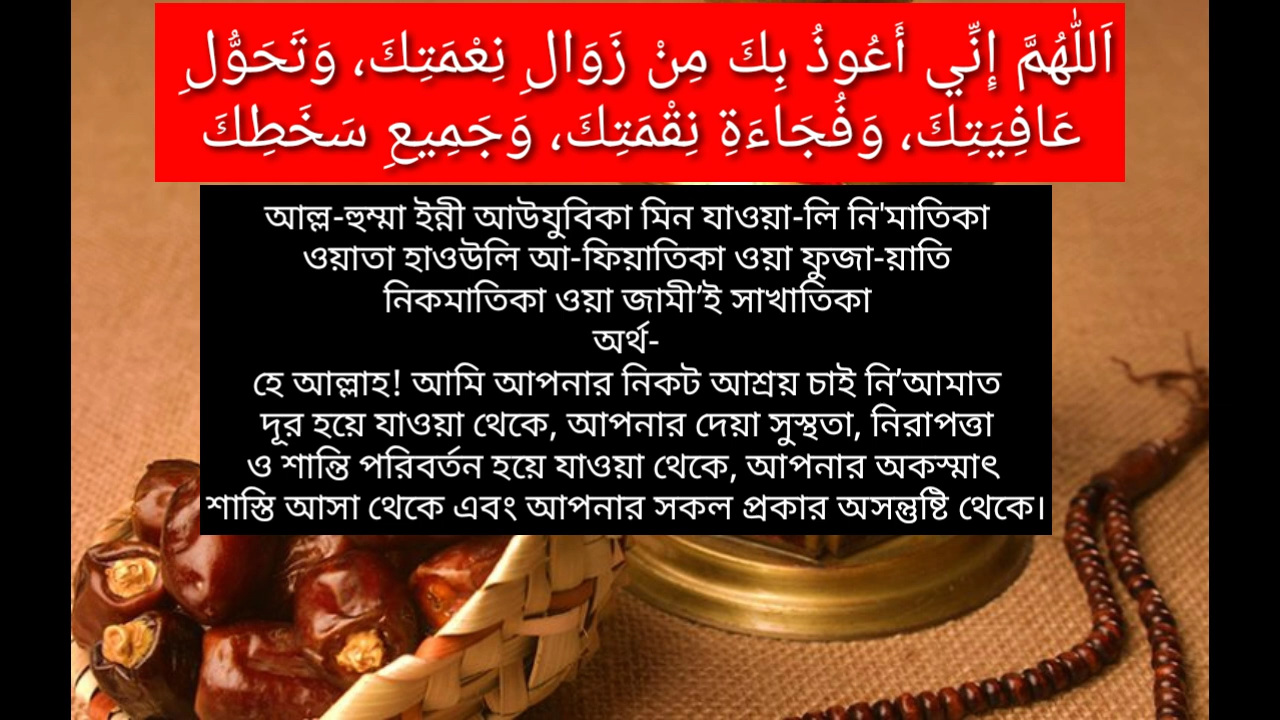 اَللّٰهُمَّ إِنِّي أَعُوذُ بِكَ مِنْ زَوَالِ نِعْمَتِكَ، وَتَحَوُّلِ
عَافِيَتِكَ، وَفُجَاءَةِ نِقْمَتِكَ، وَجَمِيعِ سَخَطِكَ
আল্ল-হুম্মা ইন্নী আউযুবিকা মিন যাওয়া-লি নি'মাতিকা
ওয়াতা হাওউলি আ-ফিয়াতিকা ওয়া ফুজা-য়াতি
নিকমাতিকা ওয়া জামী’ই সাখাতিকা
অর্থ-
হে আল্লাহ! আমি আপনার নিকট আশ্রয় চাই নি’আমাত
দূর হয়ে যাওয়া থেকে, আপনার দেয়া সুস্থতা, নিরাপত্তা
ও শান্তি পরিবর্তন হয়ে যাওয়া থেকে, আপনার অকস্মাৎ
শাস্তি আসা থেকে এবং আপনার সকল প্রকার অসন্তুষ্টি থেকে।